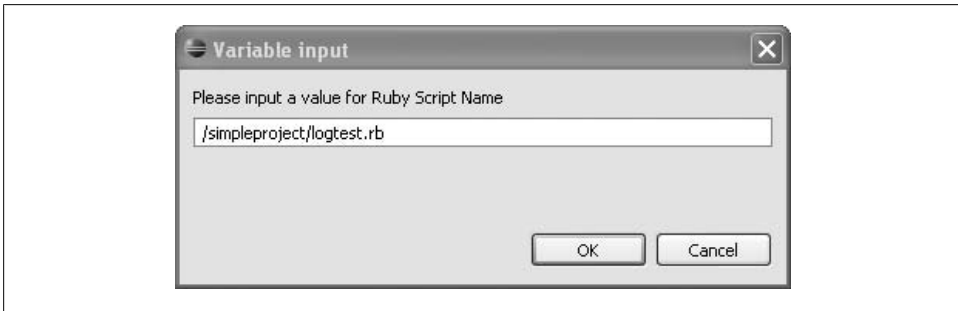 Variable input
Please input a value for Ruby Script Name
/simpleproject/logtest.rb
OK Cancel